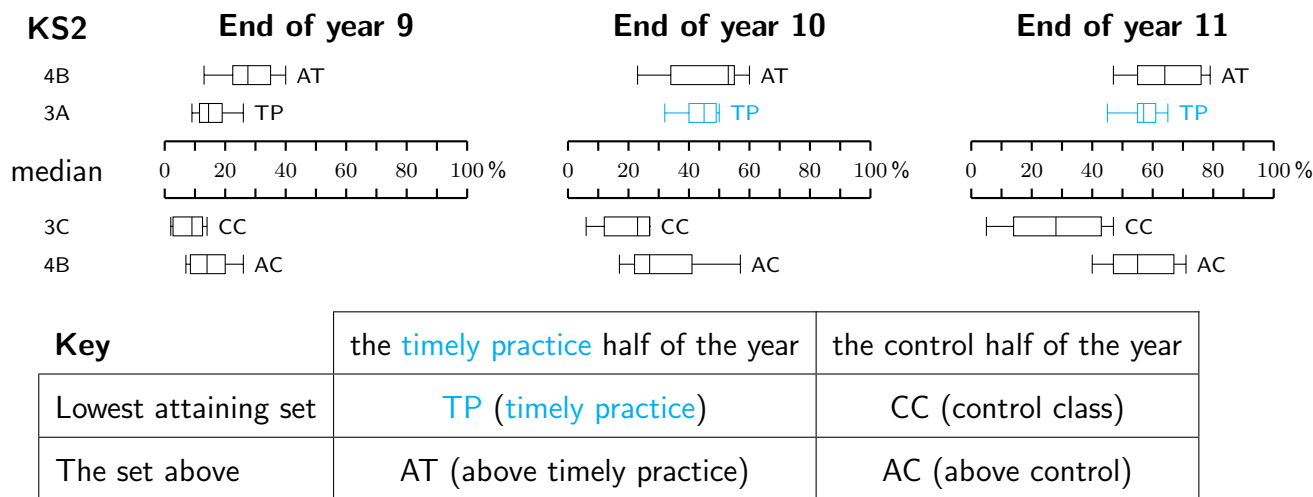 KS2 End of year 9 End of year 10 End of year 11
4B AT AT AT
3A TP TP TP
median 0 20 40 60 80 100 % 0 20 40 60 80 100 % 0 20 40 60 80 100 %
3C CC CC CC
4B AC AC AC
Key the timely practice half of the year the control half of the year
Lowest attaining set TP (timely practice) CC (control class)
The set above AT (above timely practice) AC (above control)